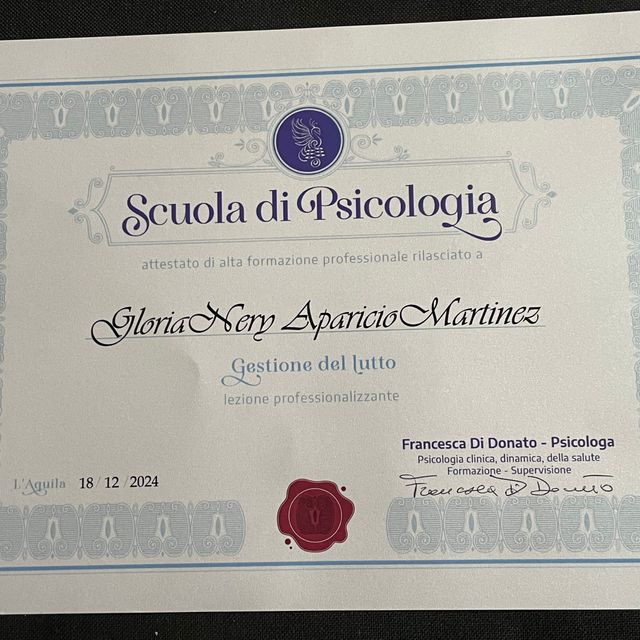 Scuola di Psicologia
attestato di alta formazione professionale rilasciato a
Gloria Nery Aparicio Martinez
Gestione del lutto
lezione professionalizzante
Francesca Di Donato - Psicologa
Psicologia clinica, dinamica, della salute
Formazione - Supervisione
Francesca Di Donato
L'Aquila 18 / 12 / 2024